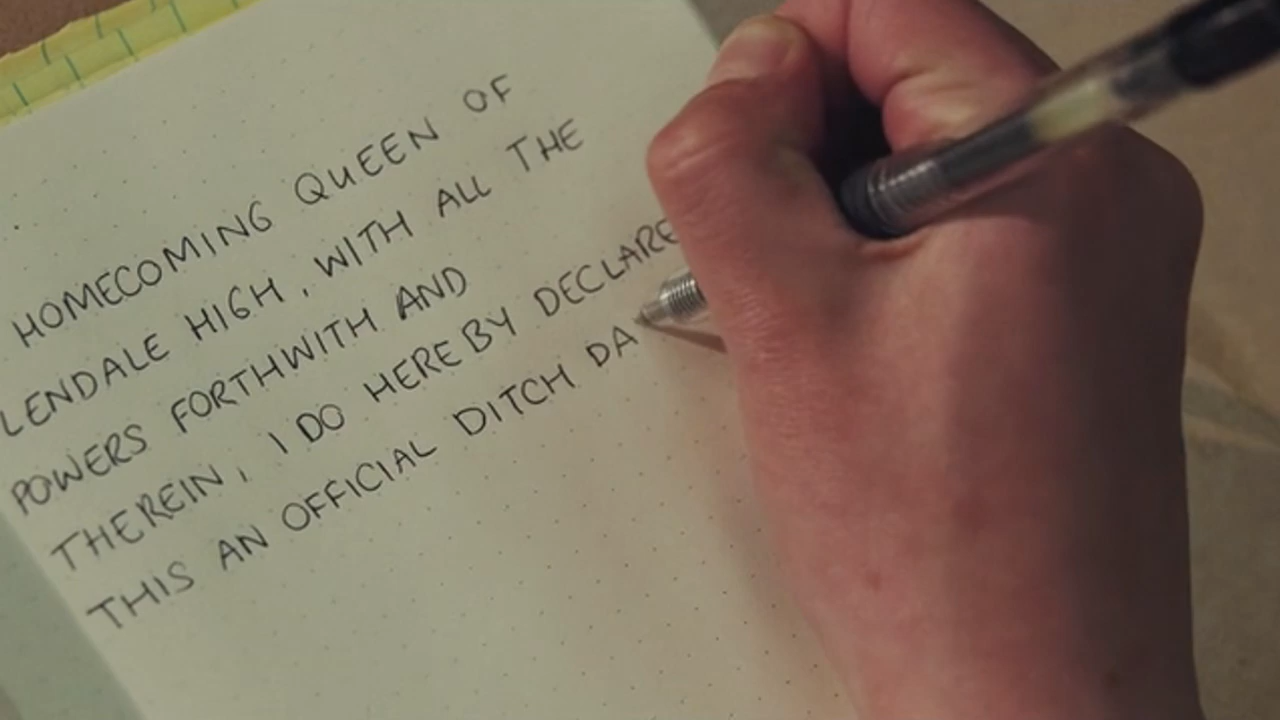 HOMECOMING QUEEN OF
LENDALE HIGH, WITH ALL THE
POWERS FORTHWITH AND
THEREIN, I DO HEREBY DECLARE
THIS AN OFFICIAL DITCH DA